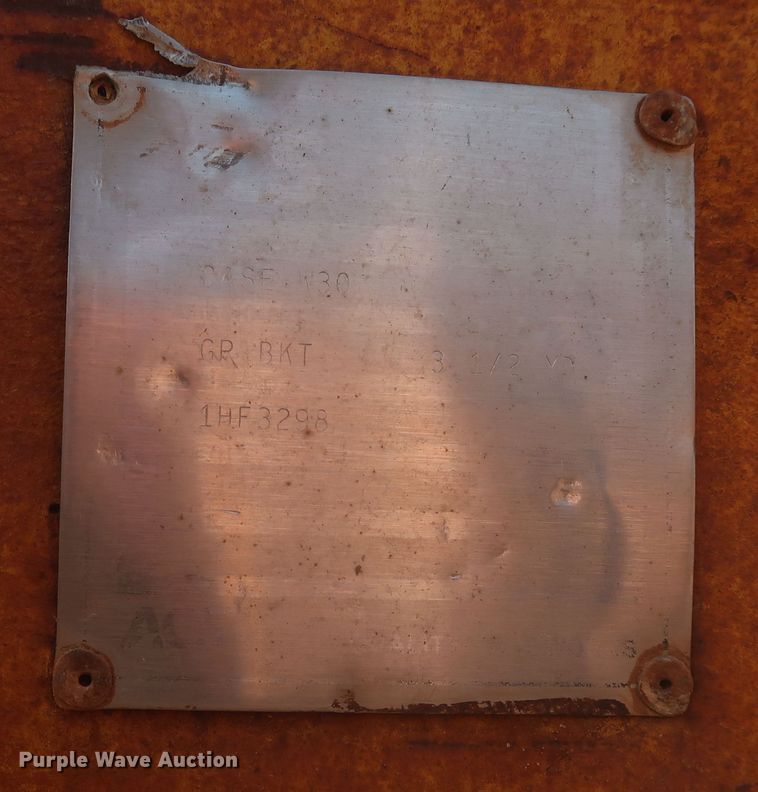 CASE W30
GR BKT 3 1/2 YD
1HF3298
Purple Wave Auction